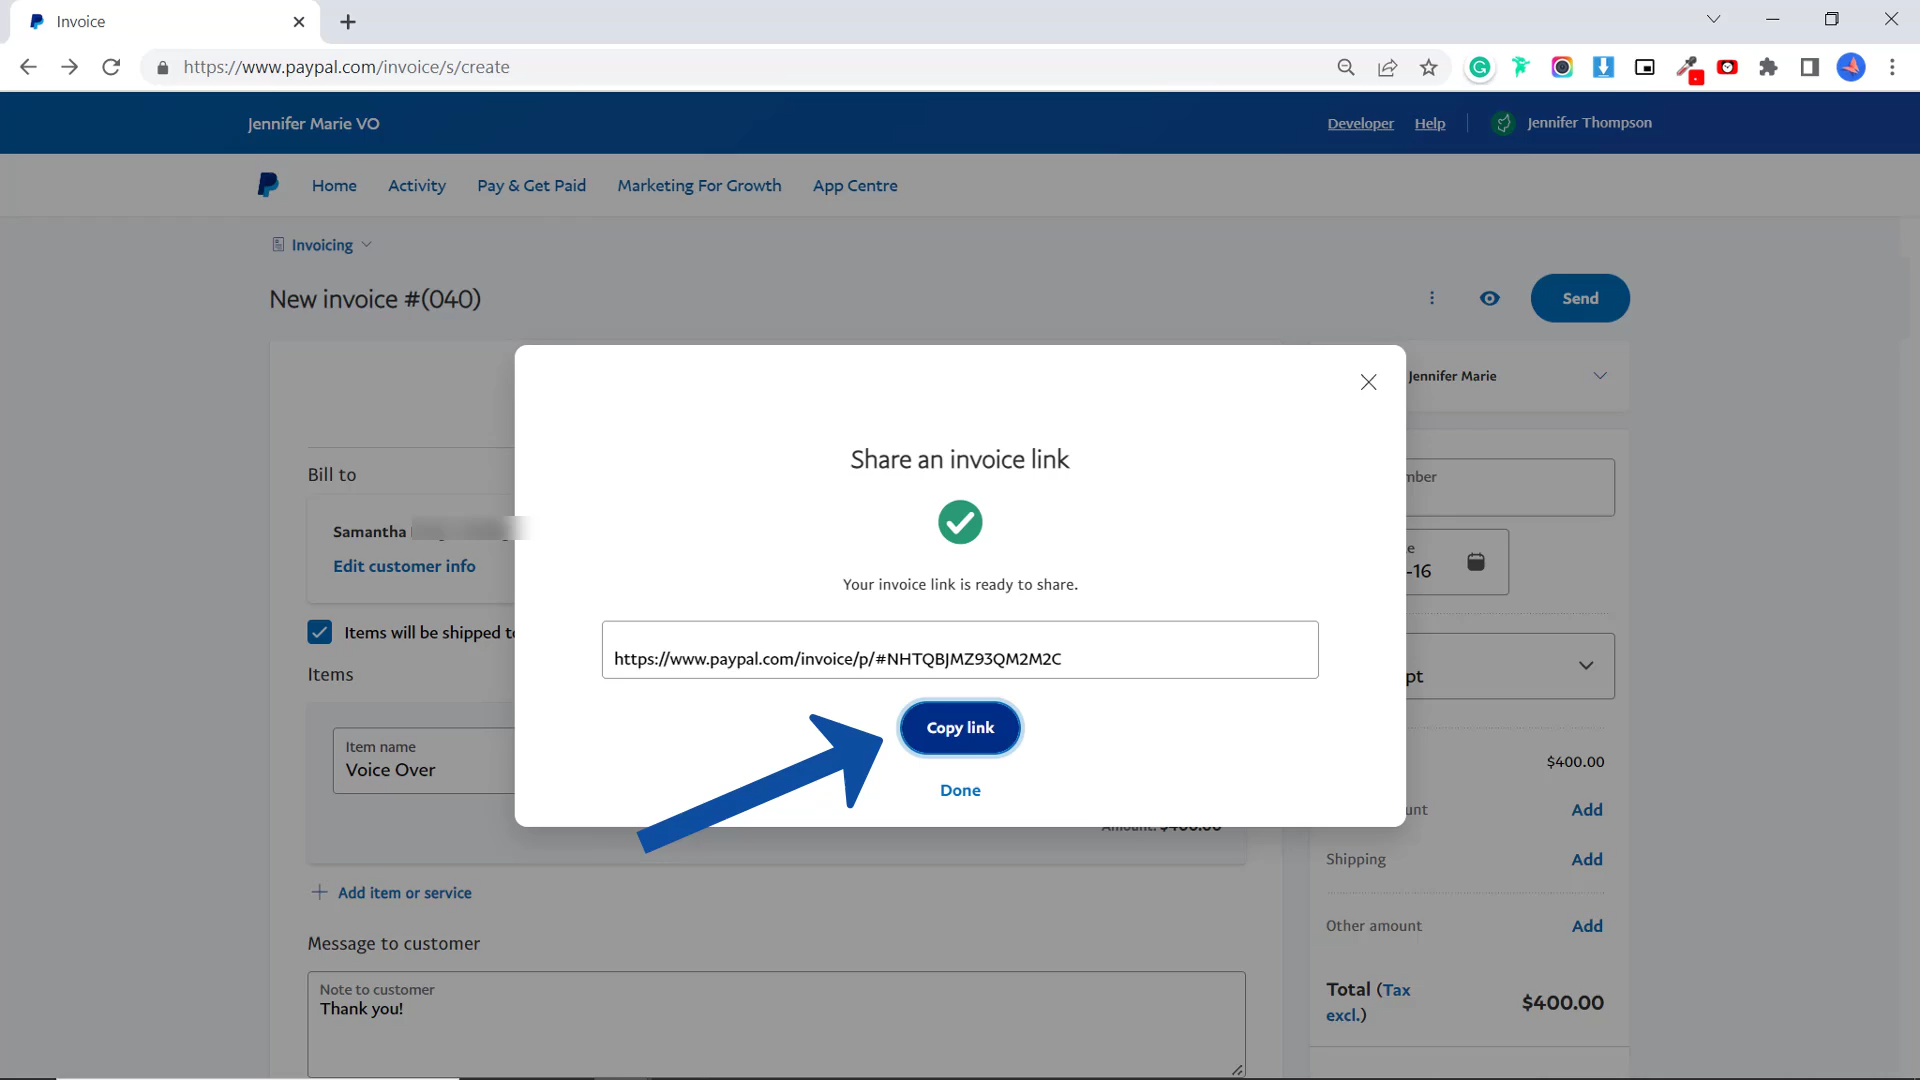 Invoice
https://www.paypal.com/invoice/s/create
Jennifer Marie VO
Developer Help Jennifer Thompson
Home Activity Pay & Get Paid Marketing For Growth App Centre
Invoicing
New invoice #(040)
Send
Jennifer Marie
Share an invoice link
Bill to
mber
Samantha
Edit customer info
Your invoice link is ready to share.
e
-16
Items will be shipped to
https://www.paypal.com/invoice/p/#NHTQBJMZ93QM2M2C
Items
pt
Copy link
Item name
Voice Over
$400.00
Done
unt Add
Amount: $400.00
Shipping Add
Add item or service
Other amount Add
Message to customer
Note to customer
Thank you!
Total (Tax
excl.) $400.00